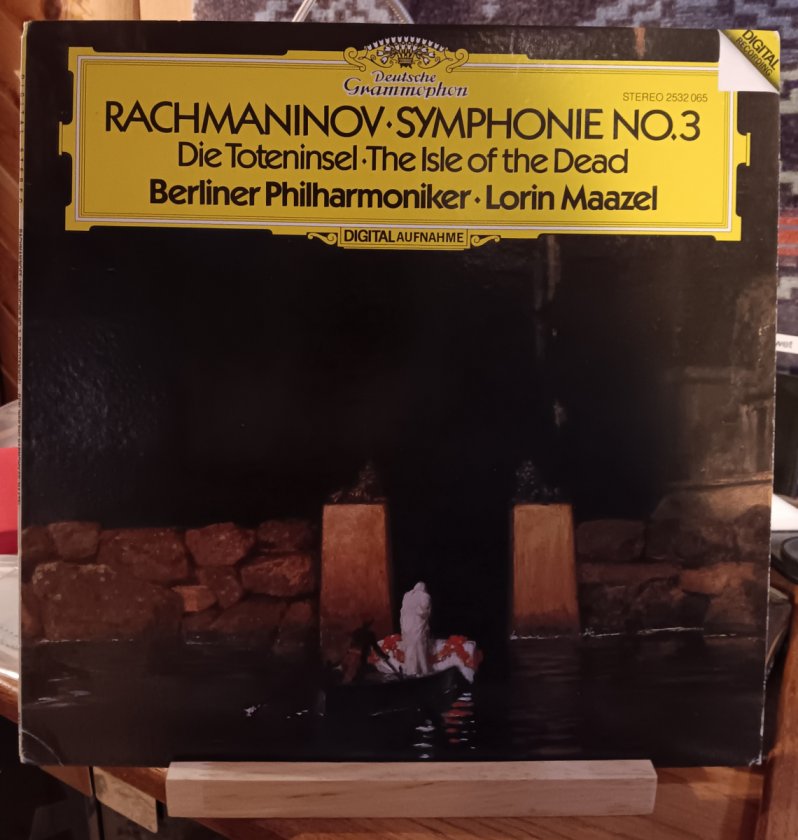 DIGITAL
RECORDING
Deutsche
Grammophon
STEREO 2532 065
RACHMANINOV·SYMPHONIE NO.3
Die Toteninsel·The Isle of the Dead
Berliner Philharmoniker · Lorin Maazel
DIGITAL AUFNAHME